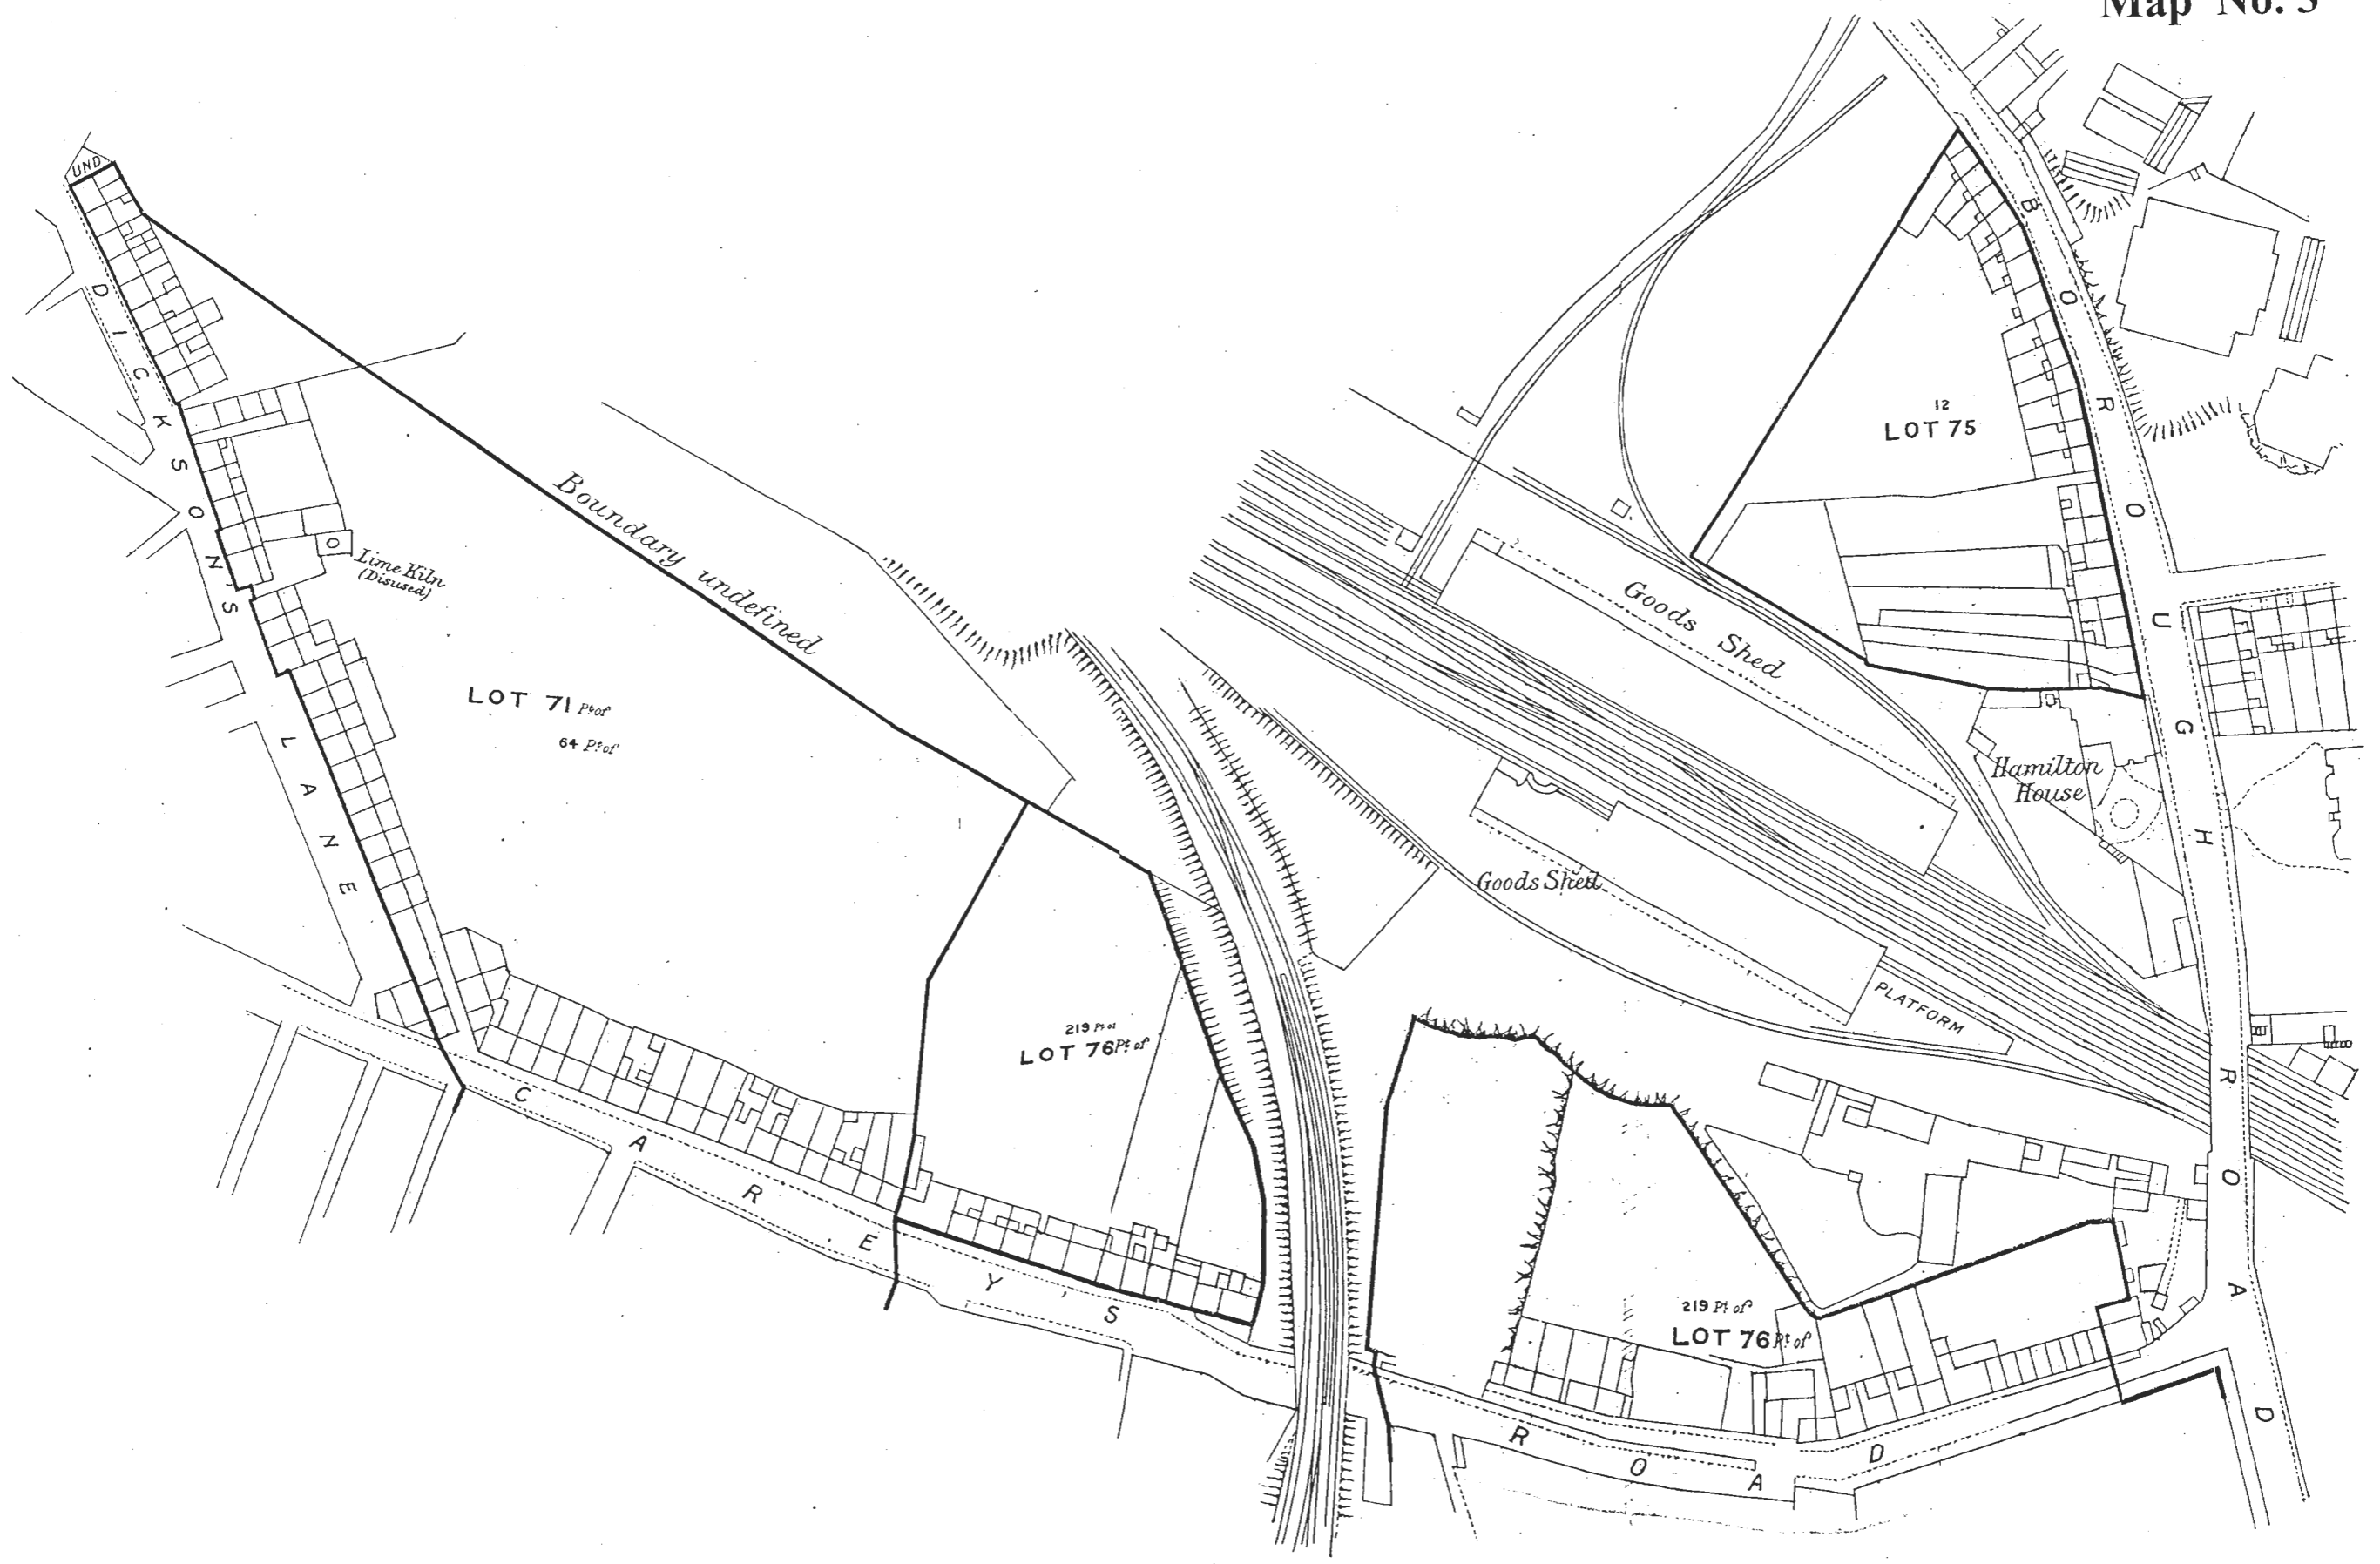 Map No. 3
UND
DICKSON'S LANE
Boundary undefined
Lime Kiln
(Disused)
LOT 71 Pt of
64 Pt of
12
LOT 75
BOROUGH ROAD
Goods Shed
Hamilton
House
Goods Shed
PLATFORM
219 Pt of
LOT 76 Pt of
219 Pt of
LOT 76 Pt of
CAREY'S ROAD